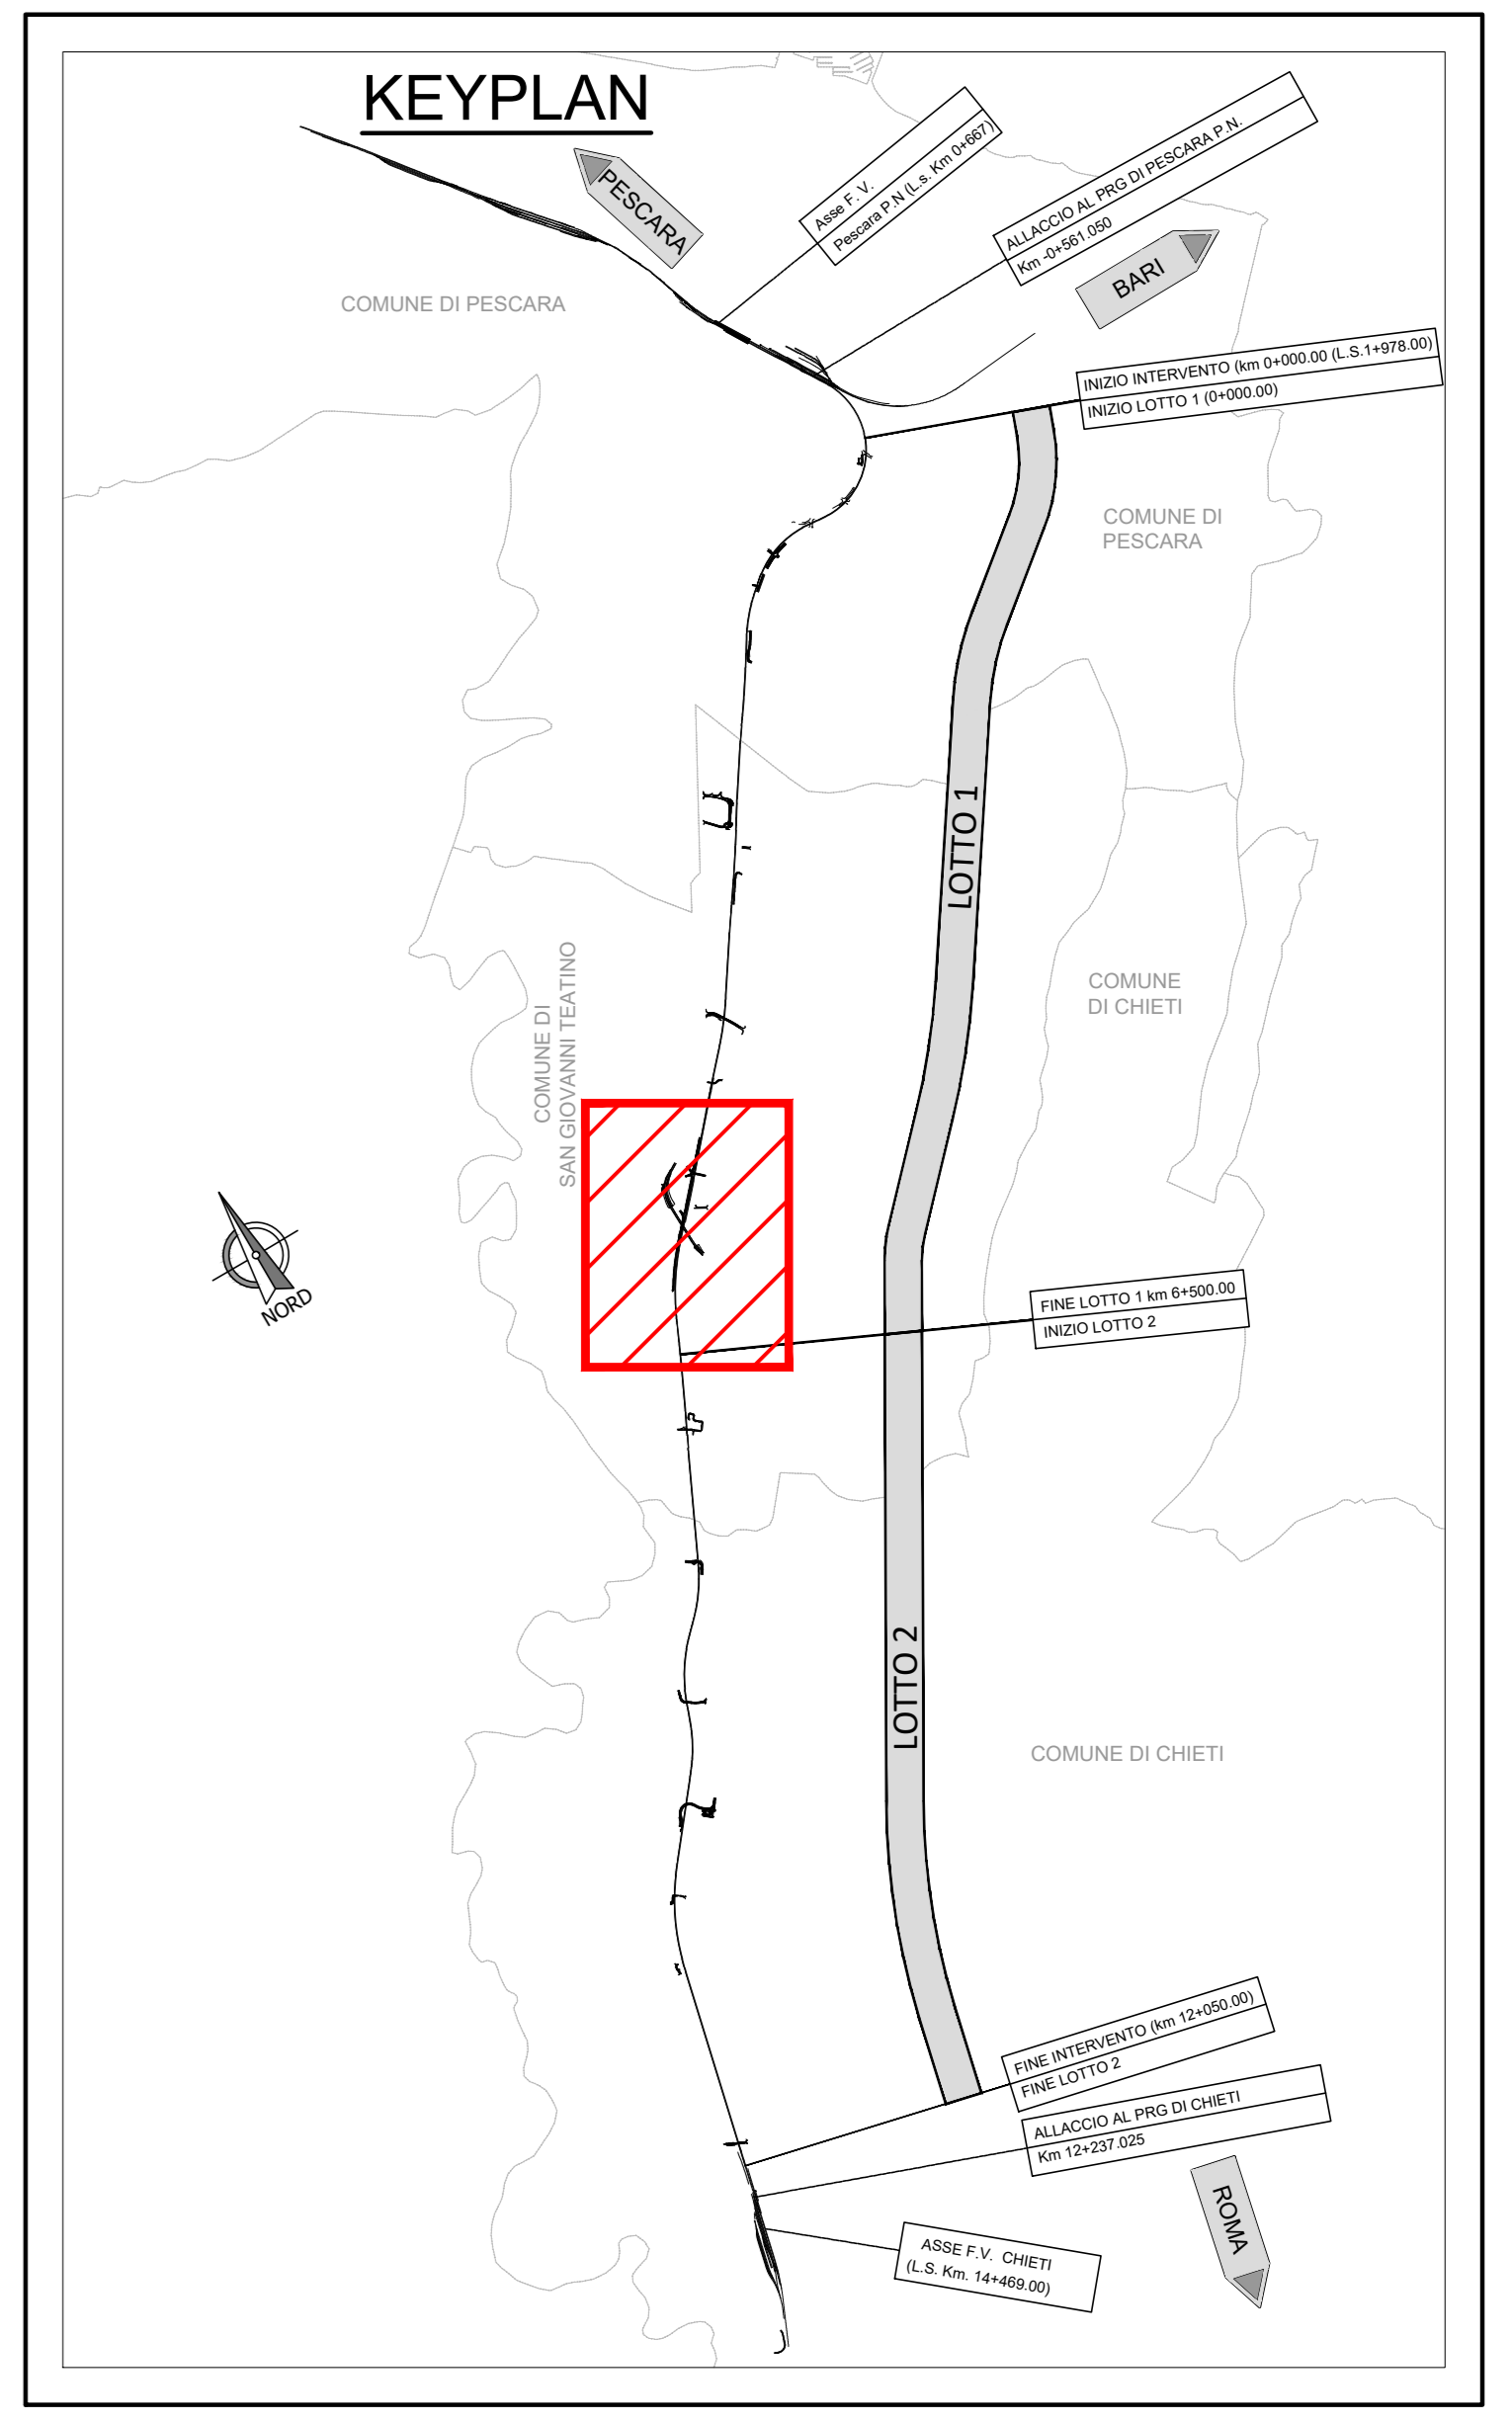 KEYPLAN
PESCARA
Asse F. V.
Pescara P.N (L.s. Km 0+667)
ALLACCIO AL PRG DI PESCARA P.N.
Km -0+561.050
BARI
COMUNE DI PESCARA
INIZIO INTERVENTO (km 0+000.00 (L.S.1+978.00)
INIZIO LOTTO 1 (0+000.00)
COMUNE DI
PESCARA
LOTTO 1
COMUNE DI
SAN GIOVANNI TEATINO
COMUNE
DI CHIETI
NORD
FINE LOTTO 1 km 6+500.00
INIZIO LOTTO 2
LOTTO 2
COMUNE DI CHIETI
FINE INTERVENTO (km 12+050.00)
FINE LOTTO 2
ALLACCIO AL PRG DI CHIETI
Km 12+237.025
ROMA
ASSE F.V. CHIETI
(L.S. Km. 14+469.00)